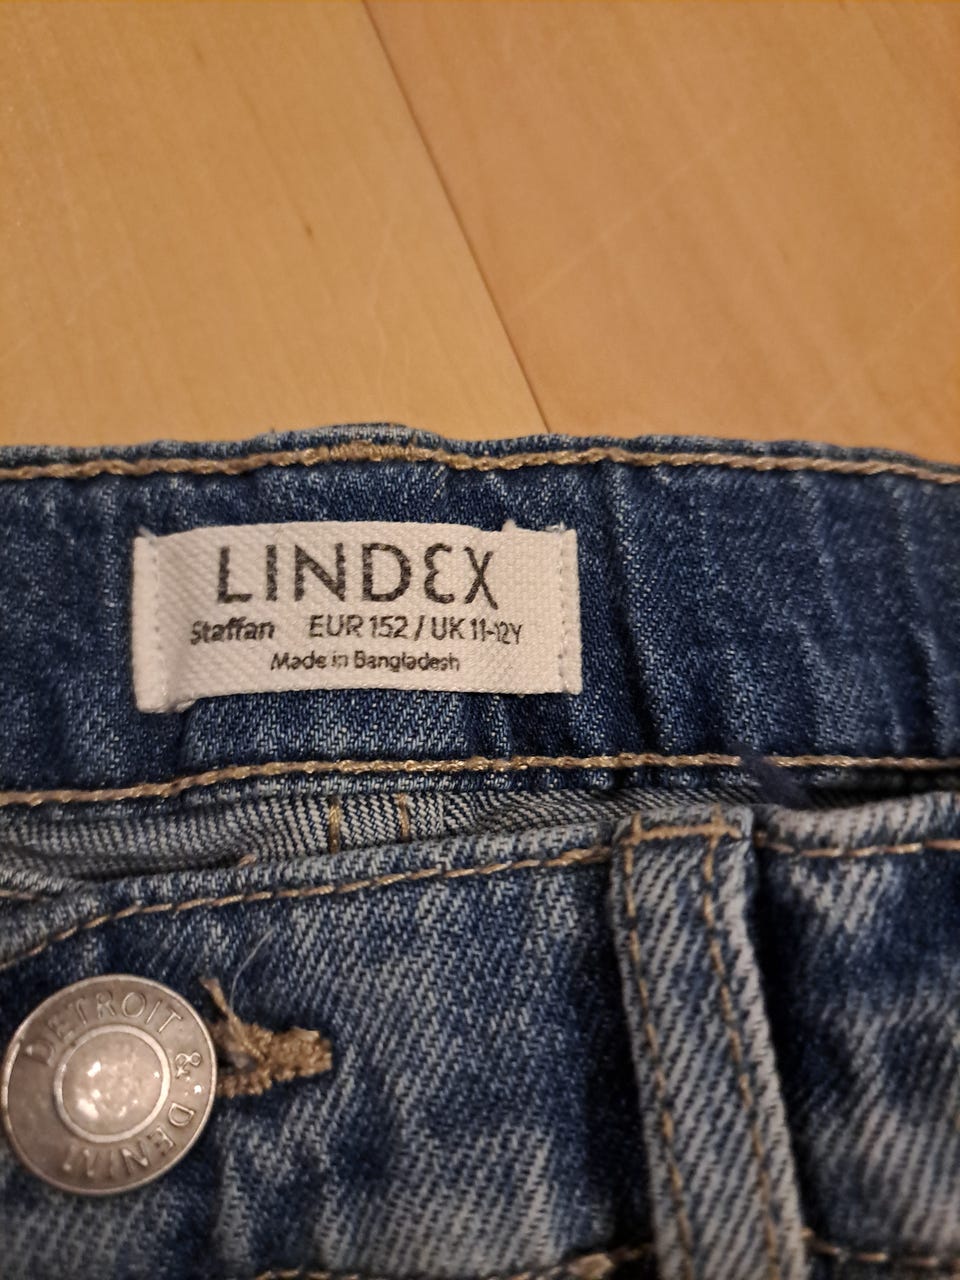 LINDEX
Staffan EUR 152 / UK 11-12Y
Made in Bangladesh
DETROIT & DENIM